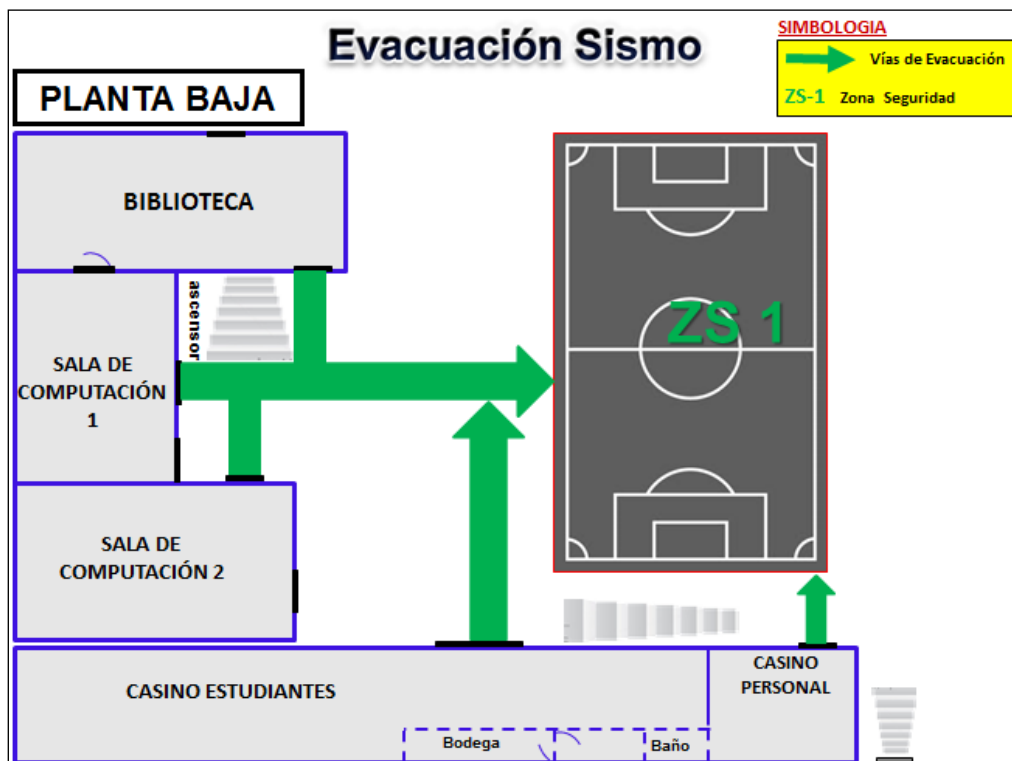 Evacuación Sismo
SIMBOLOGIA
Vías de Evacuación
ZS-1 Zona Seguridad
PLANTA BAJA
BIBLIOTECA
ascensor
SALA DE
COMPUTACIÓN
1
ZS 1
SALA DE
COMPUTACIÓN 2
CASINO ESTUDIANTES
CASINO
PERSONAL
Bodega
Baño